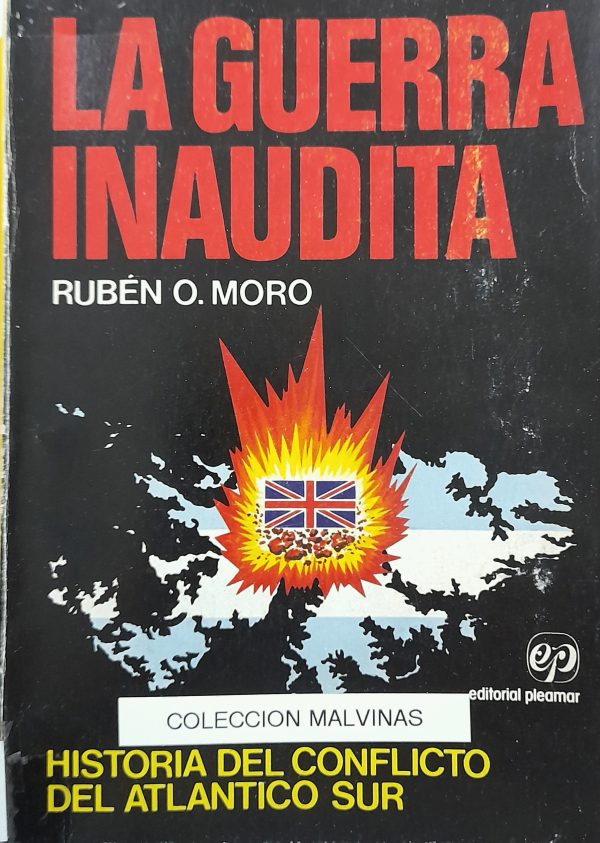 LA GUERRA
INAUDITA
RUBÉN O. MORO
ep
editorial pleamar
COLECCION MALVINAS
HISTORIA DEL CONFLICTO
DEL ATLANTICO SUR